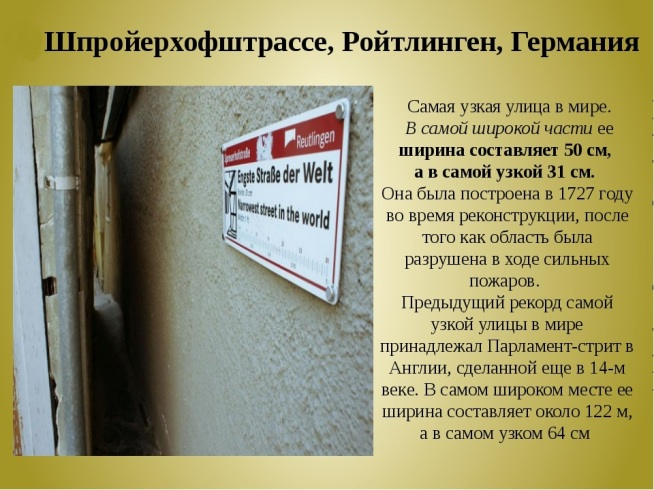 Шпройерхофштрассе, Ройтлинген, Германия
Spreuerhofstraße
Reutlingen
Engste Straße der Welt
Narrowest street in the world
Самая узкая улица в мире.
В самой широкой части ее
ширина составляет 50 см,
а в самой узкой 31 см.
Она была построена в 1727 году
во время реконструкции, после
того как область была
разрушена в ходе сильных
пожаров.
Предыдущий рекорд самой
узкой улицы в мире
принадлежал Парламент-стрит в
Англии, сделанной еще в 14-м
веке. В самом широком месте ее
ширина составляет около 122 м,
а в самом узком 64 см